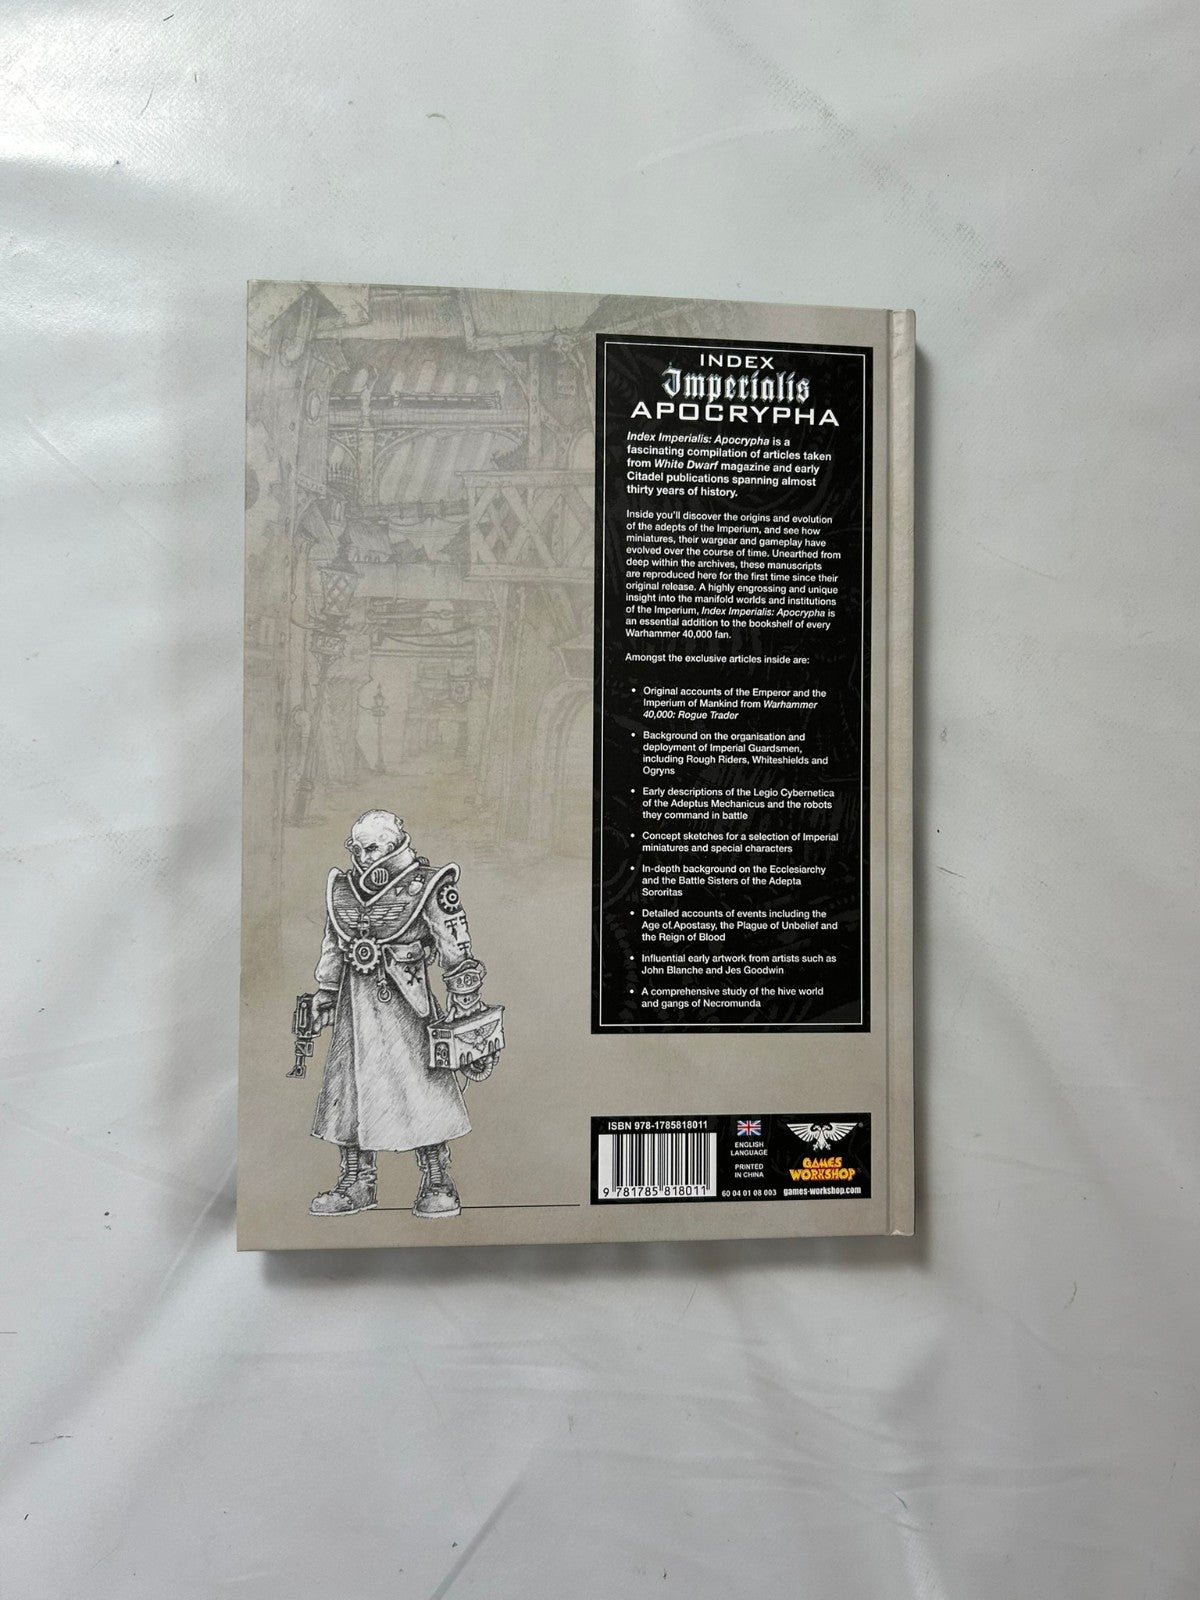 INDEX
Imperialis
APOCRYPHA
Index Imperialis: Apocrypha is a
fascinating compilation of articles taken
from White Dwarf magazine and early
Citadel publications spanning almost
thirty years of history.
Inside you'll discover the origins and evolution
of the adepts of the Imperium, and see how
miniatures, their wargear and gameplay have
evolved over the course of time. Unearthed from
deep within the archives, these manuscripts
are reproduced here for the first time since their
original release. A highly engrossing and unique
insight into the manifold worlds and institutions
of the Imperium, Index Imperialis: Apocrypha is
an essential addition to the bookshelf of every
Warhammer 40,000 fan.
Amongst the exclusive articles inside are:
• Original accounts of the Emperor and the
Imperium of Mankind from Warhammer
40,000: Rogue Trader
• Background on the organisation and
deployment of Imperial Guardsmen,
including Rough Riders, Whiteshields and
Ogryns
• Early descriptions of the Legio Cybernetica
of the Adeptus Mechanicus and the robots
they command in battle
• Concept sketches for a selection of Imperial
miniatures and special characters
• In-depth background on the Ecclesiarchy
and the Battle Sisters of the Adepta
Sororitas
• Detailed accounts of events including the
Age of Apostasy, the Plague of Unbelief and
the Reign of Blood
• Influential early artwork from artists such as
John Blanche and Jes Goodwin
• A comprehensive study of the hive world
and gangs of Necromunda
ISBN 978-1785818011
9 781785 818011
ENGLISH
LANGUAGE
PRINTED
IN CHINA
60 04 01 08 003
GAMES
WORKSHOP
games-workshop.com